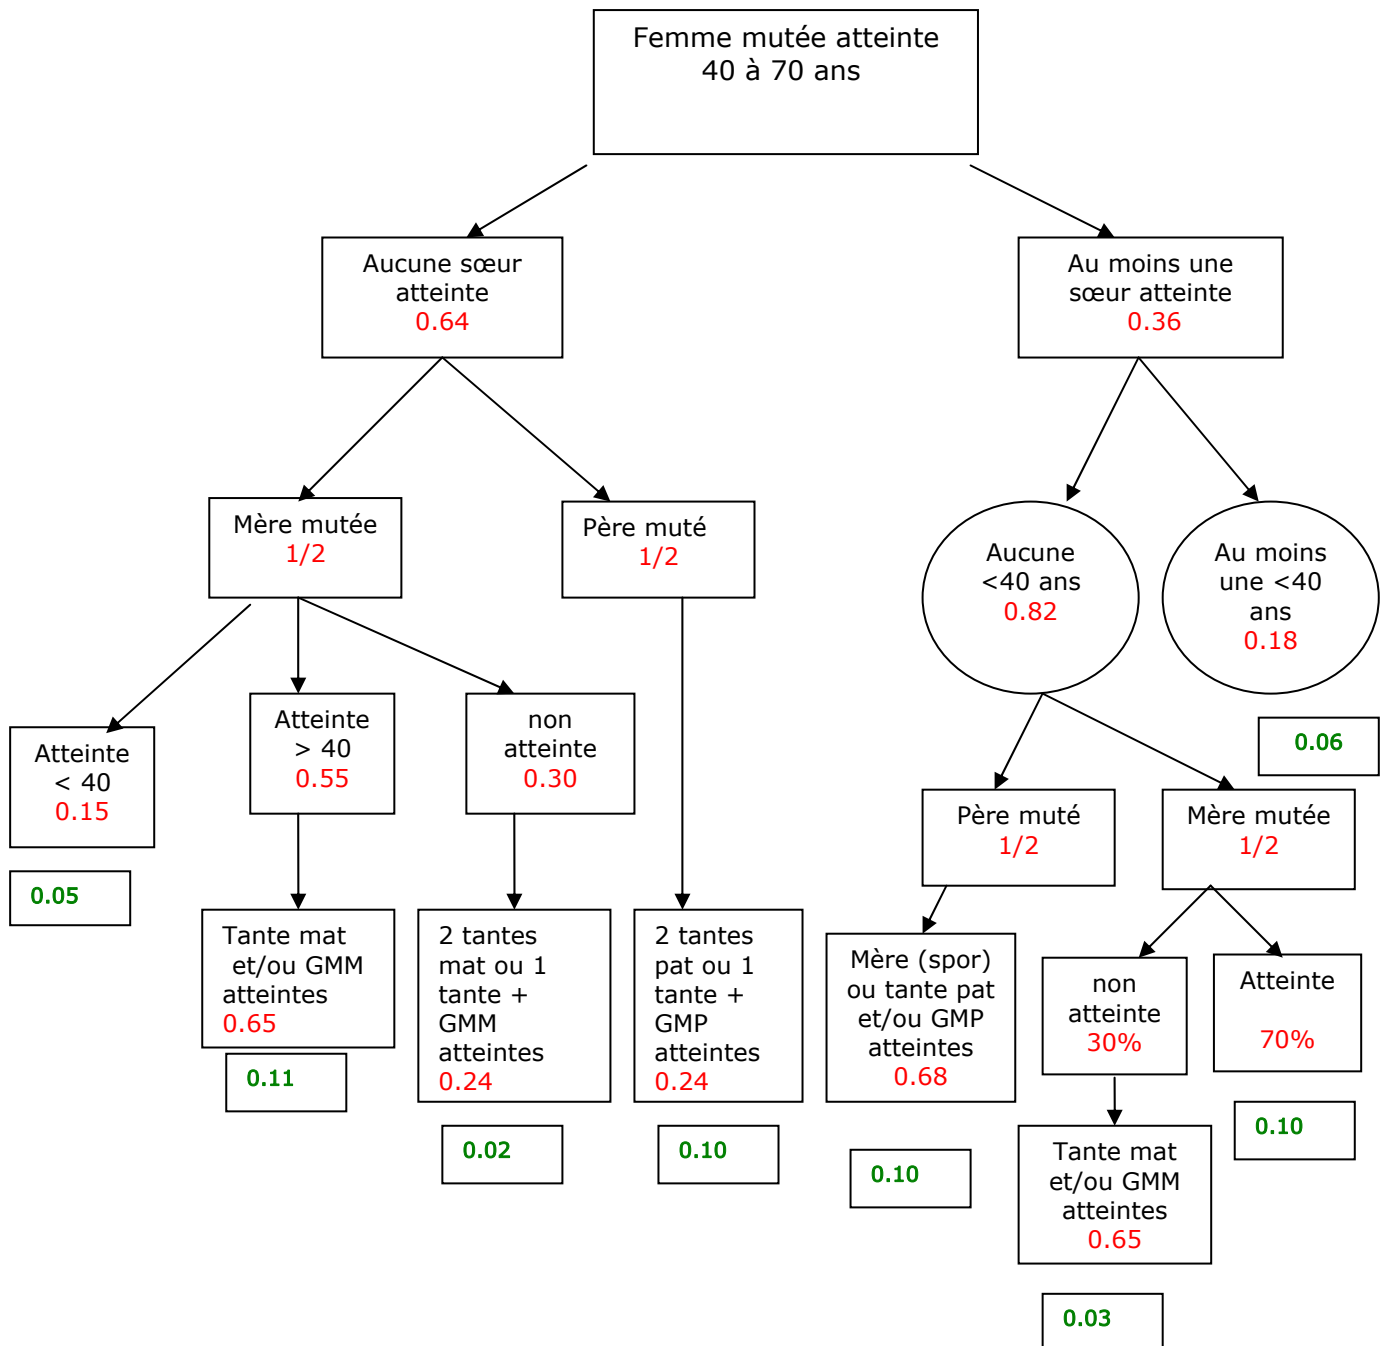 Femme mutée atteinte
40 à 70 ans
Aucune sœur
atteinte
0.64
Au moins une
sœur atteinte
0.36
Mère mutée
1/2
Père muté
1/2
Aucune
<40 ans
0.82
Au moins
une <40
ans
0.18
Atteinte
< 40
0.15
Atteinte
> 40
0.55
non
atteinte
0.30
0.06
Père muté
1/2
Mère mutée
1/2
0.05
Tante mat
et/ou GMM
atteintes
0.65
2 tantes
mat ou 1
tante +
GMM
atteintes
0.24
2 tantes
pat ou 1
tante +
GMP
atteintes
0.24
Mère (spor)
ou tante pat
et/ou GMP
atteintes
0.68
non
atteinte
30%
Atteinte
70%
0.11
0.02
0.10
0.10
0.10
Tante mat
et/ou GMM
atteintes
0.65
0.03